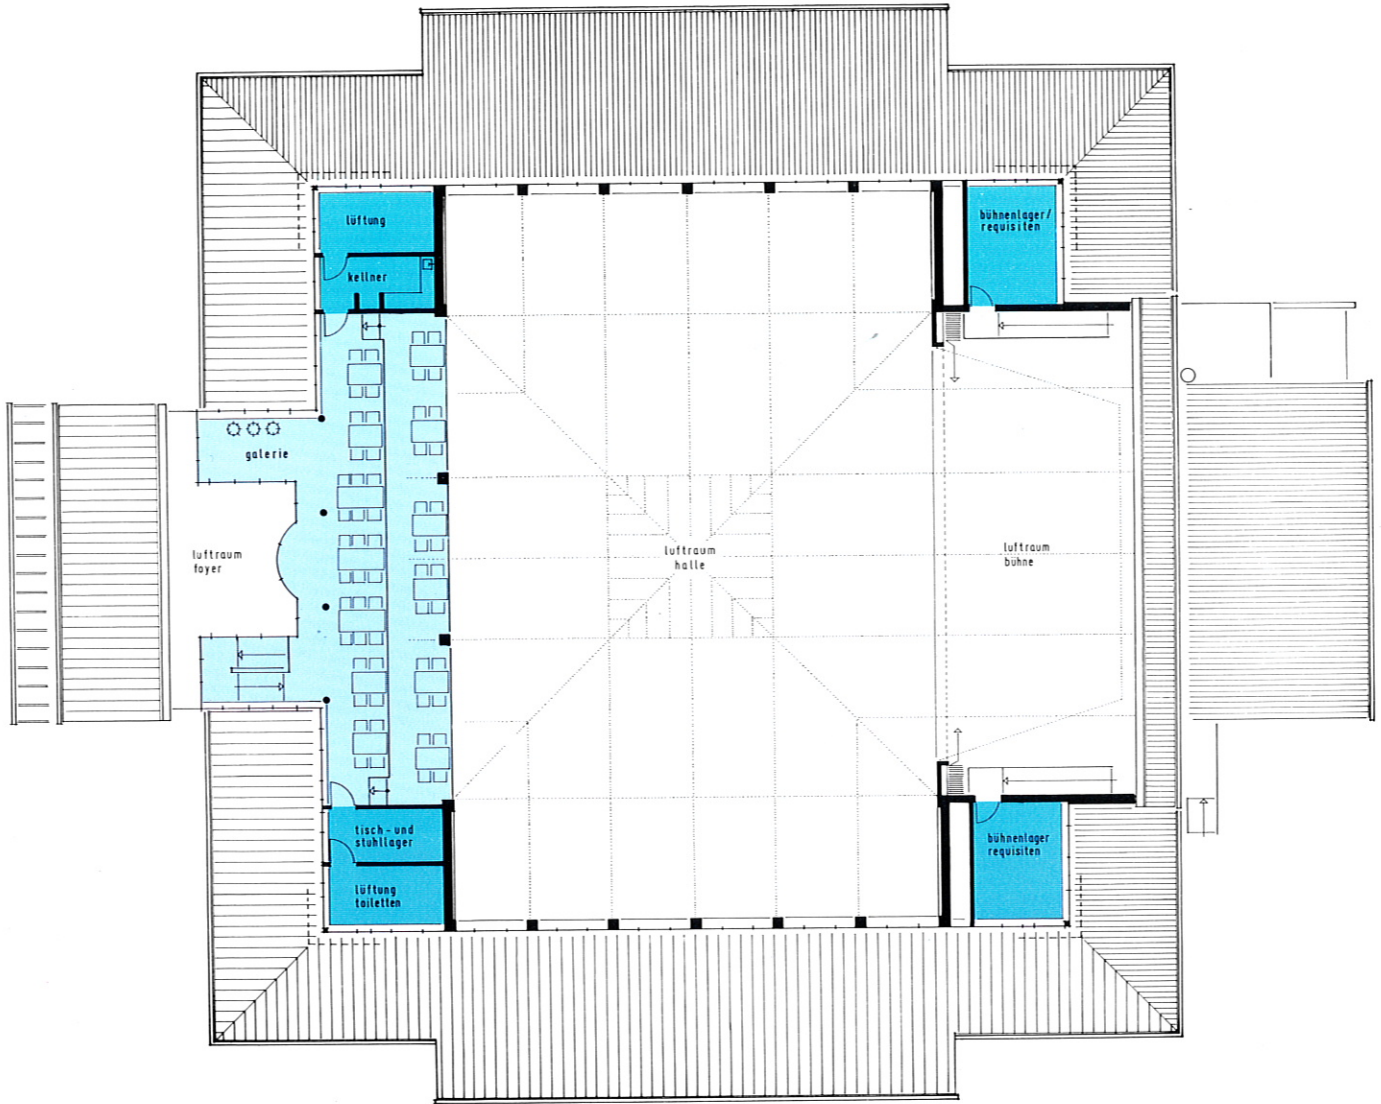 lüftung
bühnenlager/
requisiten
kellner
galerie
luftraum
foyer
luftraum
halle
luftraum
bühne
tisch-und
stuhllager
bühnenlager
requisiten
lüftung
toiletten